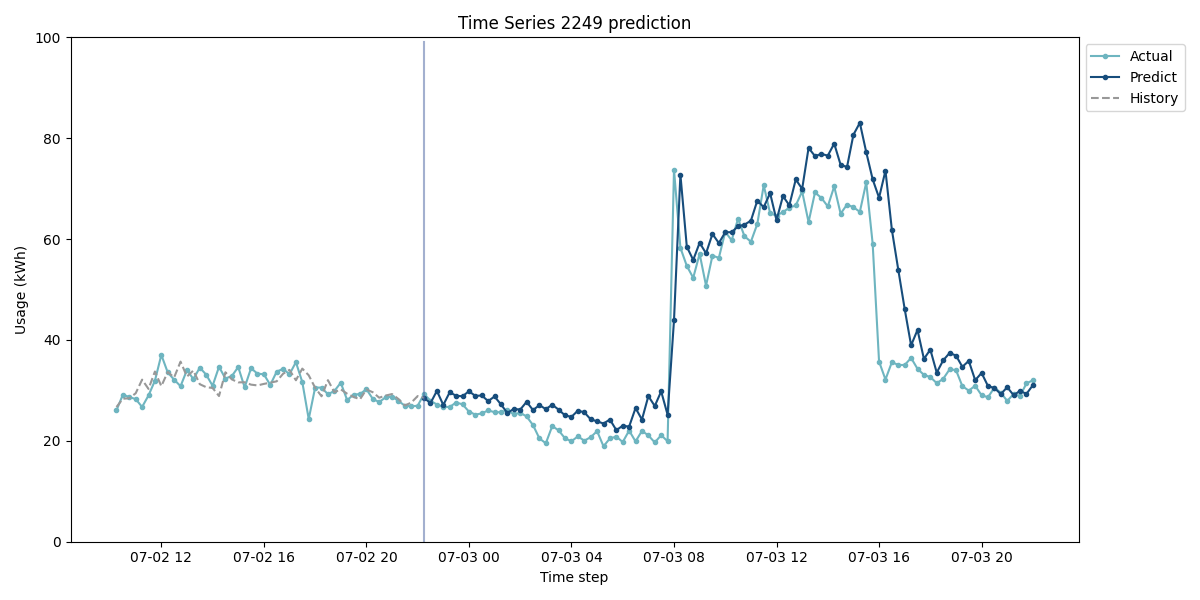 Time Series 2249 prediction
100
80
60
40
20
0
Usage (kWh)
07-02 12
07-02 16
07-02 20
07-03 00
07-03 04
07-03 08
07-03 12
07-03 16
07-03 20
Time step
Actual
Predict
History